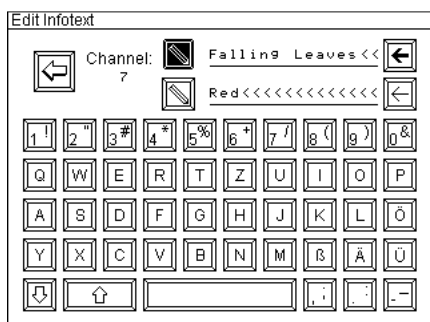 Edit Infotext
Channel: Falling Leaves<<
7
Red<<<<<<<<<<<<<
1 ! 2 " 3 # 4 * 5 % 6 + 7 / 8 ( 9 ) 0 &
Q W E R T Z U I O P
A S D F G H J K L Ö
Y X C V B N M ß Ä Ü
, ; . : - _